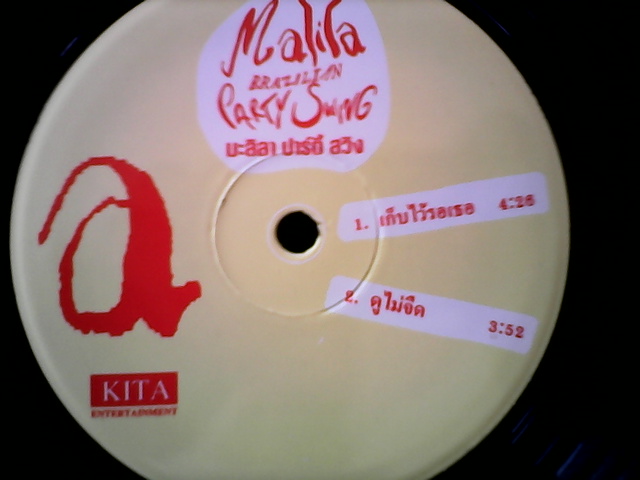 Malila
BRAZILIAN
PARTY SWING
มะลิลา ปาร์ตี้ สวิง
a
1. เก็บไว้รอเธอ 4:26
2. ดูไม่จืด 3:52
KITA
ENTERTAINMENT